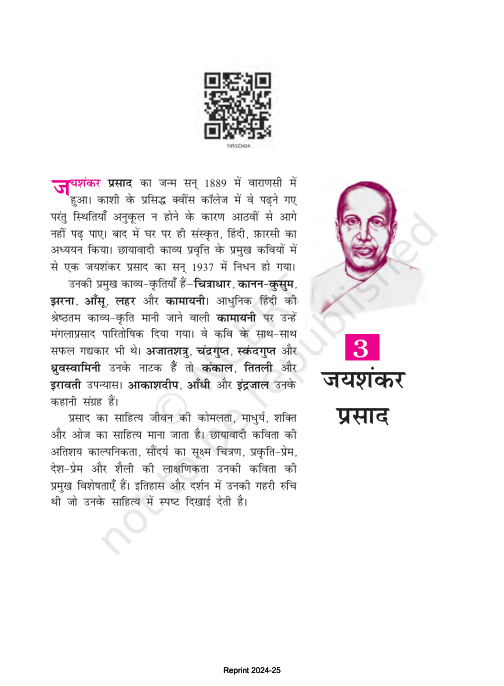 जयशंकर प्रसाद का जन्म सन् 1889 में वाराणसी में
हुआ। काशी के प्रसिद्ध क्वींस कॉलेज में वे पढ़ने गए
परंतु स्थितियाँ अनुकूल न होने के कारण आठवीं से आगे
नहीं पढ़ पाए। बाद में घर पर ही संस्कृत, हिंदी, फ़ारसी का
अध्ययन किया। छायावादी काव्य प्रवृत्ति के प्रमुख कवियों में
से एक जयशंकर प्रसाद का सन् 1937 में निधन हो गया।
उनकी प्रमुख काव्य-कृतियाँ हैं–चित्राधार, कानन-कुसुम,
झरना, आँसू, लहर और कामायनी। आधुनिक हिंदी की
श्रेष्ठतम काव्य-कृति मानी जाने वाली कामायनी पर उन्हें
मंगलाप्रसाद पारितोषिक दिया गया। वे कवि के साथ-साथ
सफल गद्यकार भी थे। अजातशत्रु, चंद्रगुप्त, स्कंदगुप्त और
ध्रुवस्वामिनी उनके नाटक हैं तो कंकाल, तितली और
इरावती उपन्यास। आकाशदीप, आँधी और इंद्रजाल उनके
कहानी संग्रह हैं।
प्रसाद का साहित्य जीवन की कोमलता, माधुर्य, शक्ति
और ओज का साहित्य माना जाता है। छायावादी कविता की
अतिशय काल्पनिकता, सौंदर्य का सूक्ष्म चित्रण, प्रकृति-प्रेम,
देश-प्रेम और शैली की लाक्षणिकता उनकी कविता की
प्रमुख विशेषताएँ हैं। इतिहास और दर्शन में उनकी गहरी रुचि
थी जो उनके साहित्य में स्पष्ट दिखाई देती है।
3
जयशंकर
प्रसाद
© NCERT
not to be republished
Reprint 2024-25